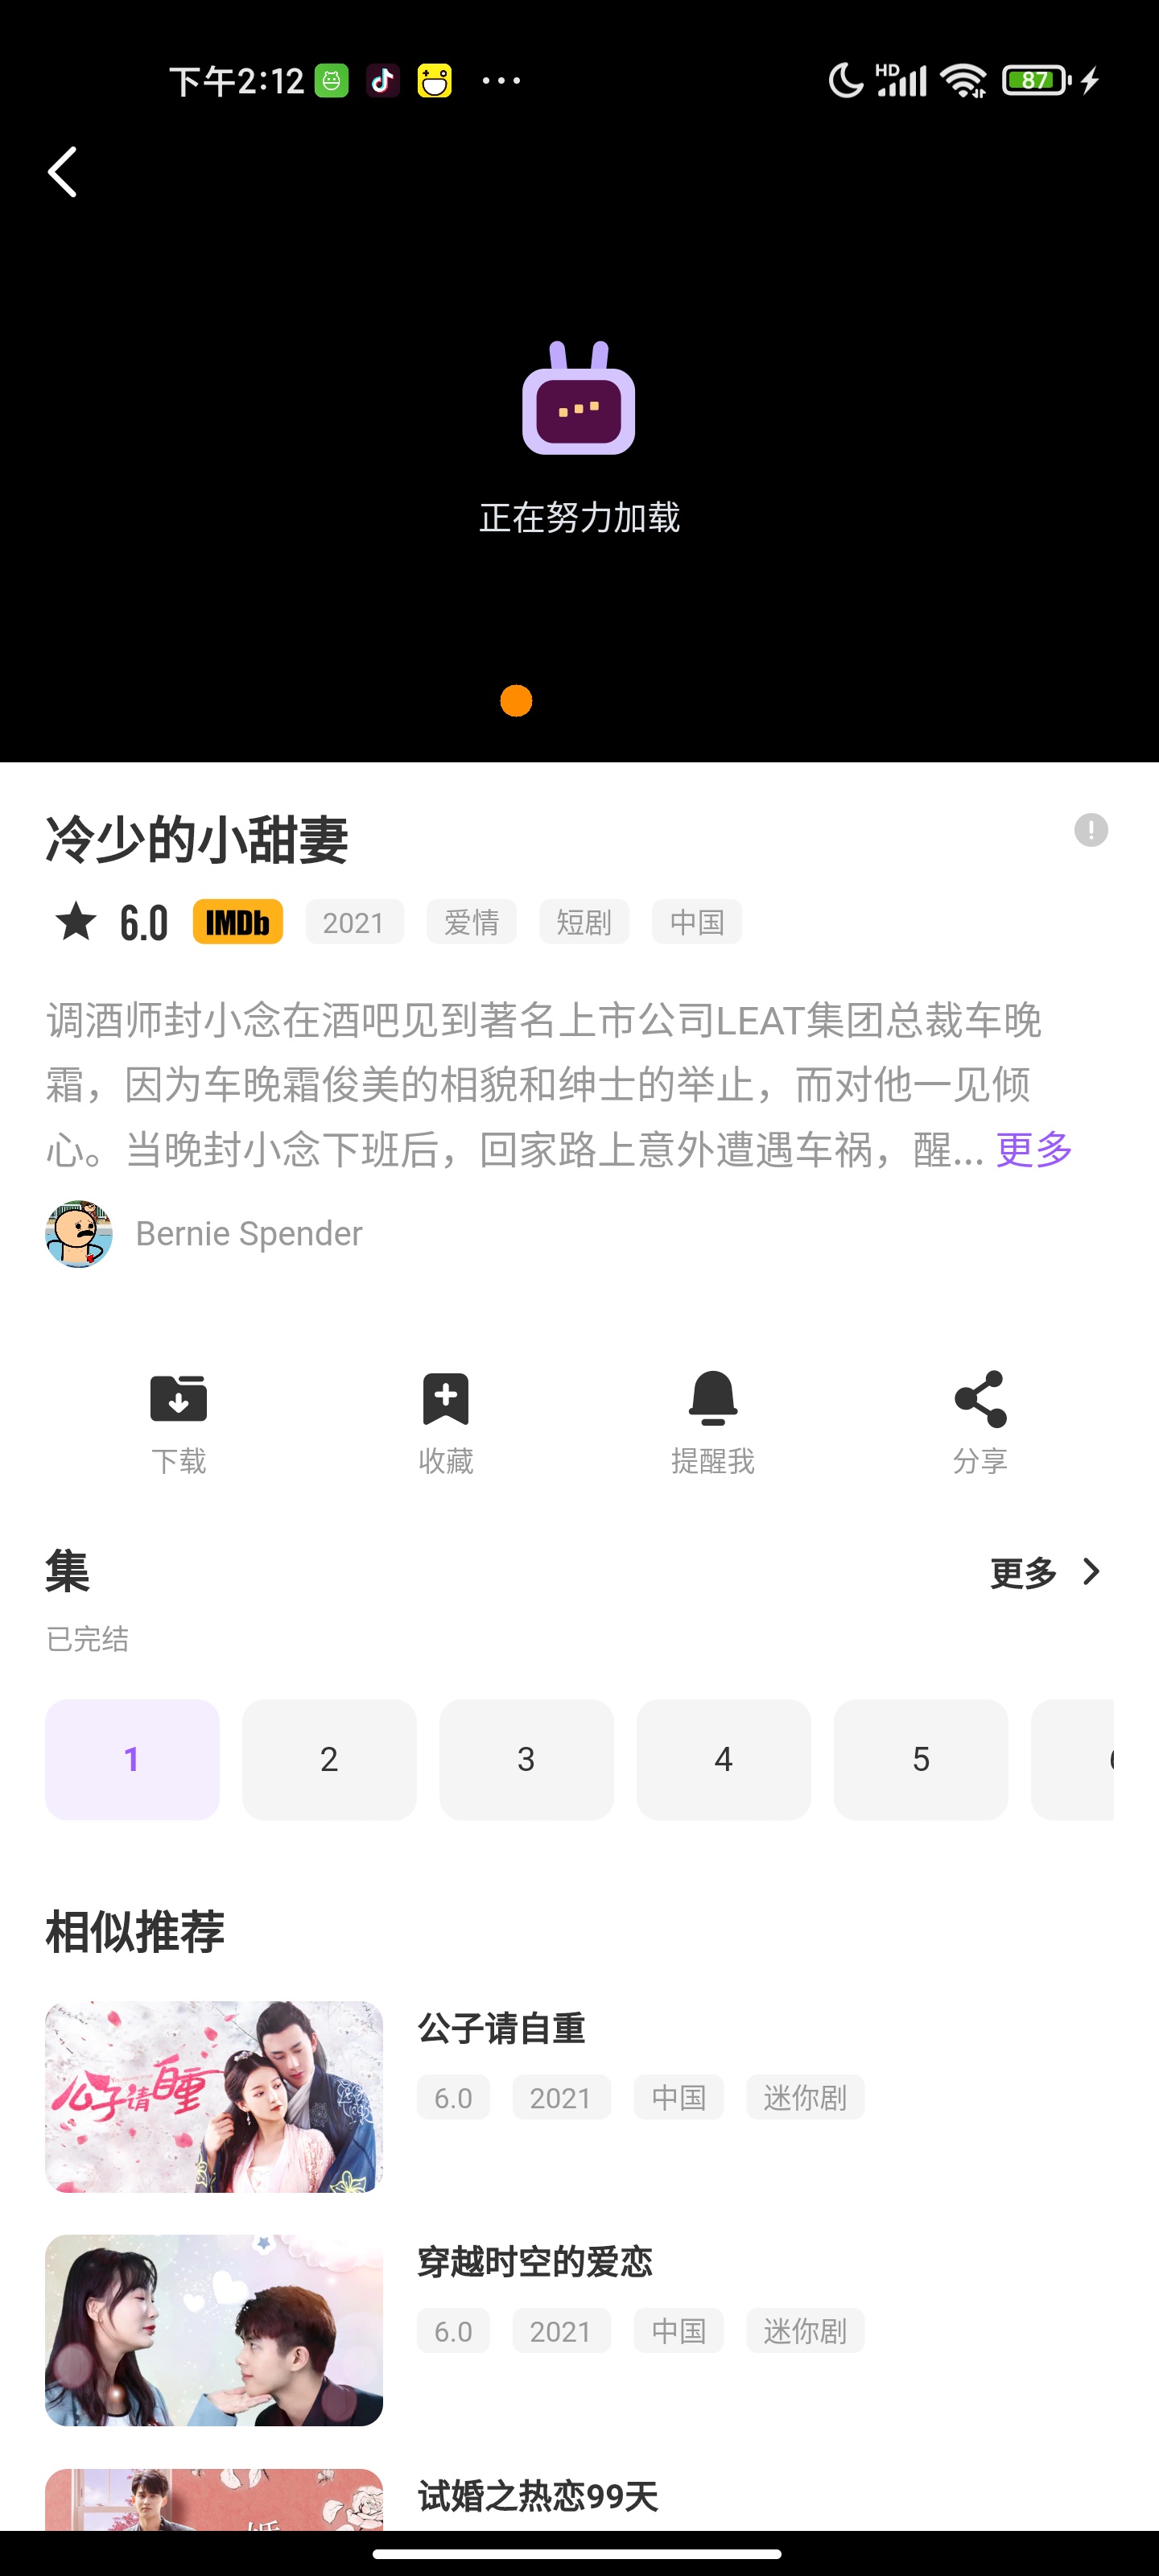 下午2:12
HD
87
正在努力加载
冷少的小甜妻
6.0 IMDb 2021 爱情 短剧 中国
调酒师封小念在酒吧见到著名上市公司LEAT集团总裁车晚
霜，因为车晚霜俊美的相貌和绅士的举止，而对他一见倾
心。当晚封小念下班后，回家路上意外遭遇车祸，醒... 更多
Bernie Spender
下载 收藏 提醒我 分享
集 更多
已完结
1 2 3 4 5
相似推荐
公子请自重
公子请自重
6.0 2021 中国 迷你剧
穿越时空的爱恋
6.0 2021 中国 迷你剧
试婚之热恋99天